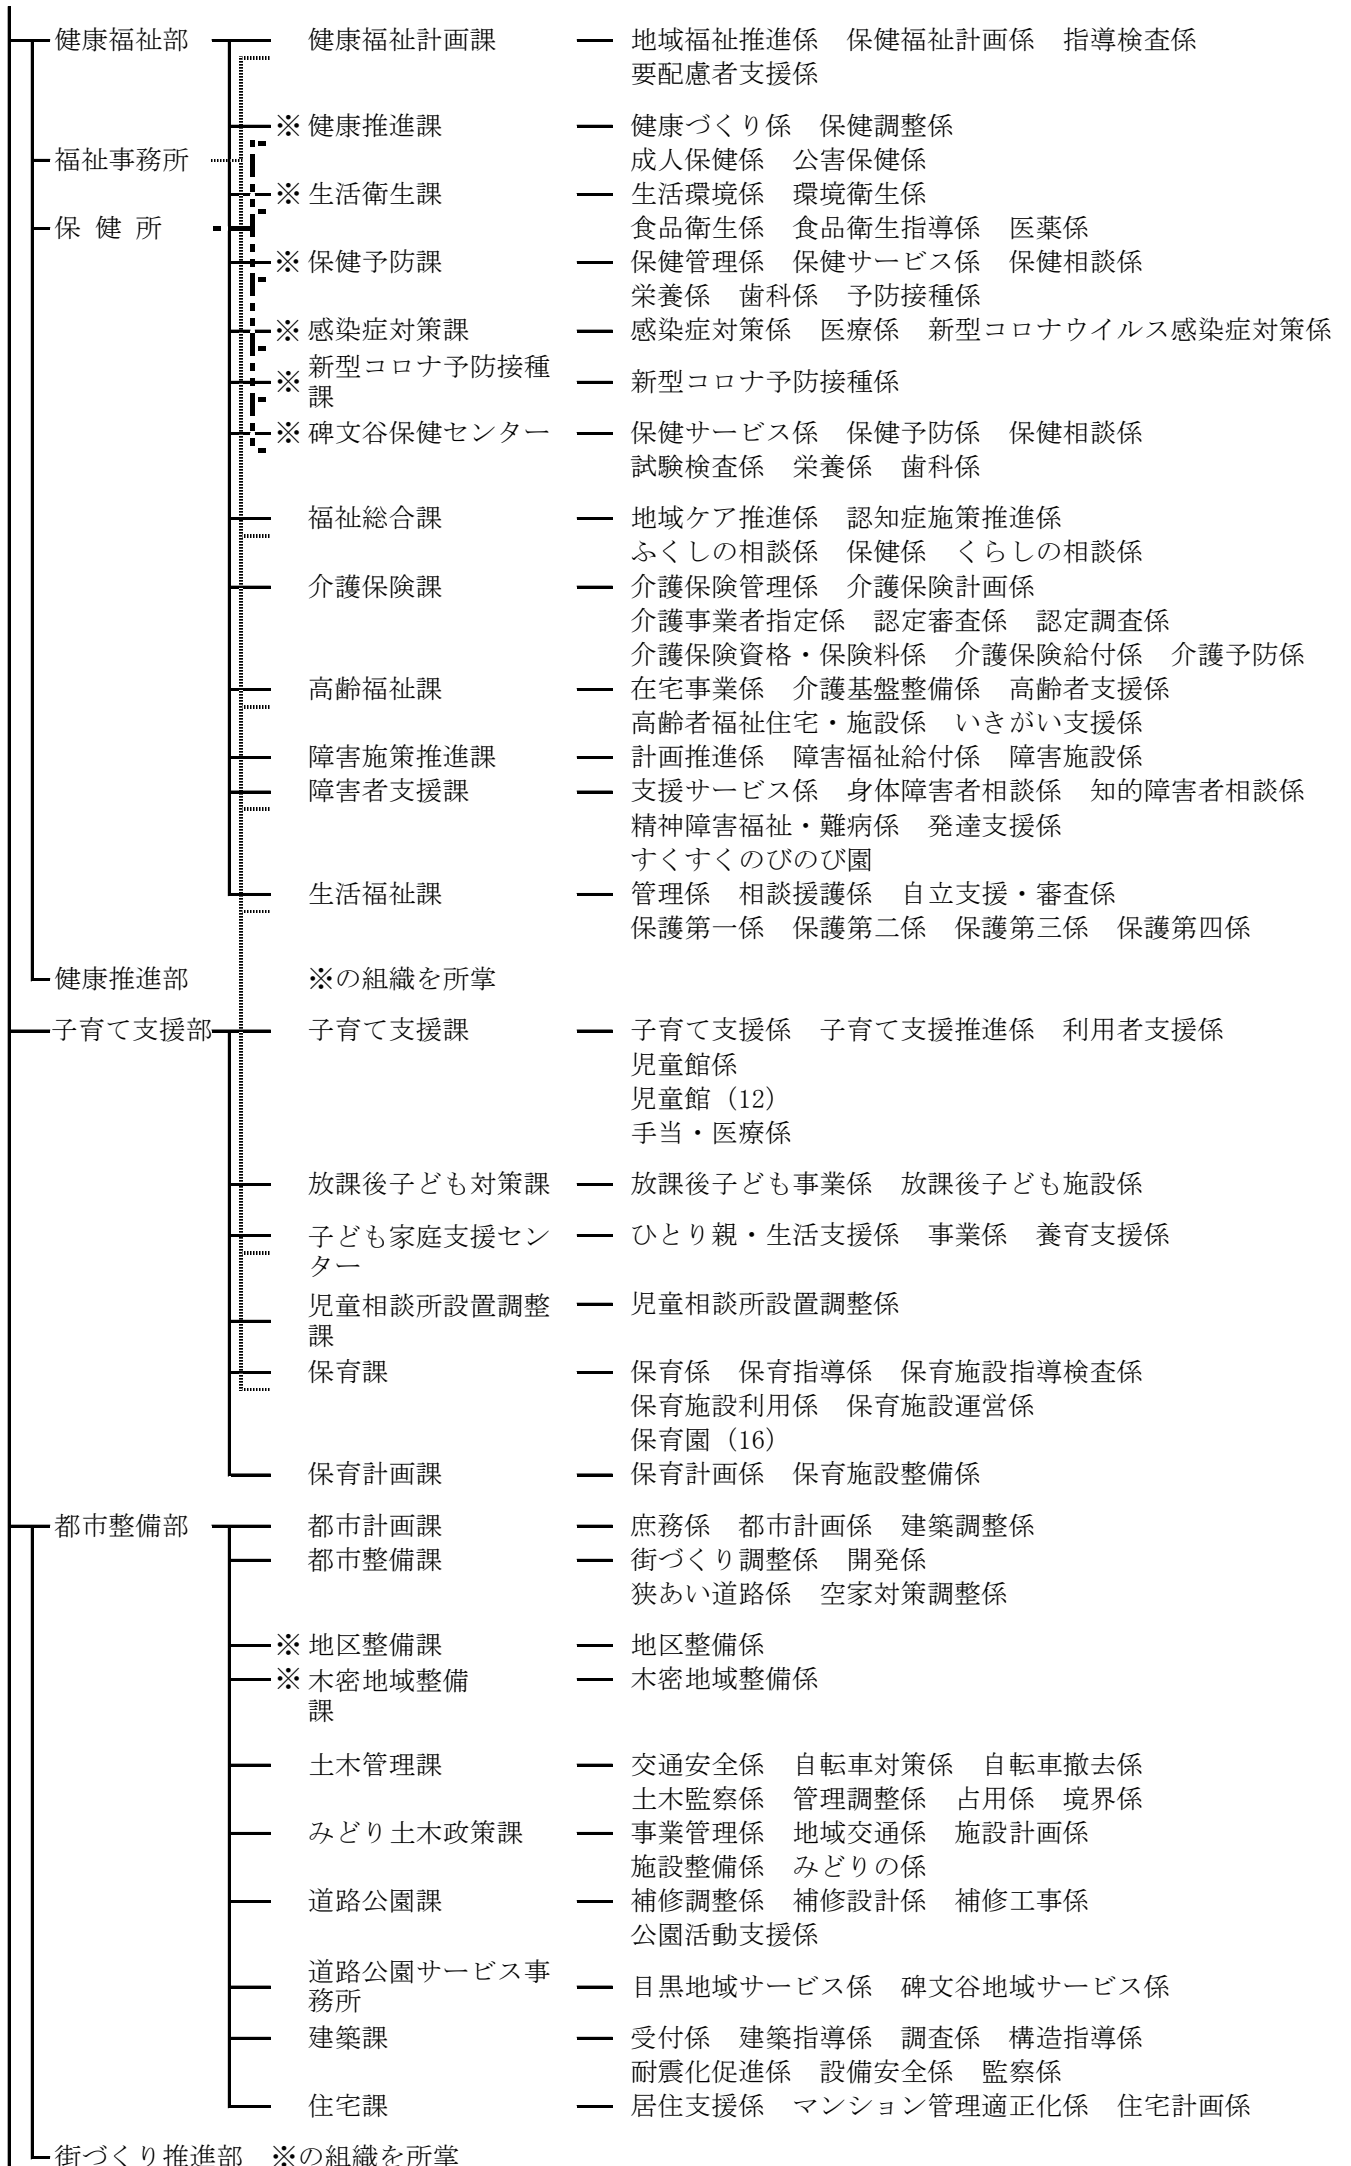 健康福祉部 健康福祉計画課 地域福祉推進係 保健福祉計画係 指導検査係
要配慮者支援係
※ 健康推進課 健康づくり係 保健調整係
福祉事務所 成人保健係 公害保健係
※ 生活衛生課 生活環境係 環境衛生係
保健所 食品衛生係 食品衛生指導係 医薬係
※ 保健予防課 保健管理係 保健サービス係 保健相談係
栄養係 歯科係 予防接種係
※ 感染症対策課 感染症対策係 医療係 新型コロナウイルス感染症対策係
※ 新型コロナ予防接種 新型コロナ予防接種係
課
※ 碑文谷保健センター 保健サービス係 保健予防係 保健相談係
試験検査係 栄養係 歯科係
福祉総合課 地域ケア推進係 認知症施策推進係
ふくしの相談係 保健係 くらしの相談係
介護保険課 介護保険管理係 介護保険計画係
介護事業者指定係 認定審査係 認定調査係
介護保険資格・保険料係 介護保険給付係 介護予防係
高齢福祉課 在宅事業係 介護基盤整備係 高齢者支援係
高齢者福祉住宅・施設係 いきがい支援係
障害施策推進課 計画推進係 障害福祉給付係 障害施設係
障害者支援課 支援サービス係 身体障害者相談係 知的障害者相談係
精神障害福祉・難病係 発達支援係
すくすくのびのび園
生活福祉課 管理係 相談援護係 自立支援・審査係
保護第一係 保護第二係 保護第三係 保護第四係
健康推進部 ※の組織を所掌
子育て支援部 子育て支援課 子育て支援係 子育て支援推進係 利用者支援係
児童館係
児童館（12）
手当・医療係
放課後子ども対策課 放課後子ども事業係 放課後子ども施設係
子ども家庭支援セン ひとり親・生活支援係 事業係 養育支援係
ター
児童相談所設置調整 児童相談所設置調整係
課
保育課 保育係 保育指導係 保育施設指導検査係
保育施設利用係 保育施設運営係
保育園（16）
保育計画課 保育計画係 保育施設整備係
都市整備部 都市計画課 庶務係 都市計画係 建築調整係
都市整備課 街づくり調整係 開発係
狭あい道路係 空家対策調整係
※ 地区整備課 地区整備係
※ 木密地域整備 木密地域整備係
課
土木管理課 交通安全係 自転車対策係 自転車撤去係
土木監察係 管理調整係 占用係 境界係
みどり土木政策課 事業管理係 地域交通係 施設計画係
施設整備係 みどりの係
道路公園課 補修調整係 補修設計係 補修工事係
公園活動支援係
道路公園サービス事 目黒地域サービス係 碑文谷地域サービス係
務所
建築課 受付係 建築指導係 調査係 構造指導係
耐震化促進係 設備安全係 監察係
住宅課 居住支援係 マンション管理適正化係 住宅計画係
街づくり推進部 ※の組織を所掌